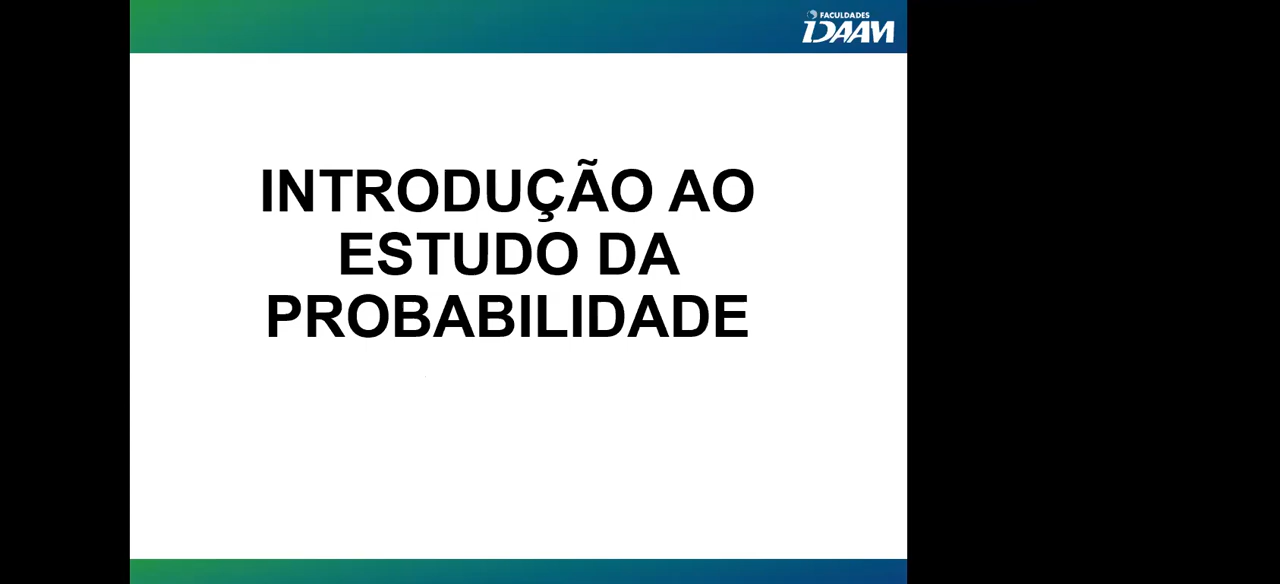 FACULDADES
IDAAM
INTRODUÇÃO AO
ESTUDO DA
PROBABILIDADE